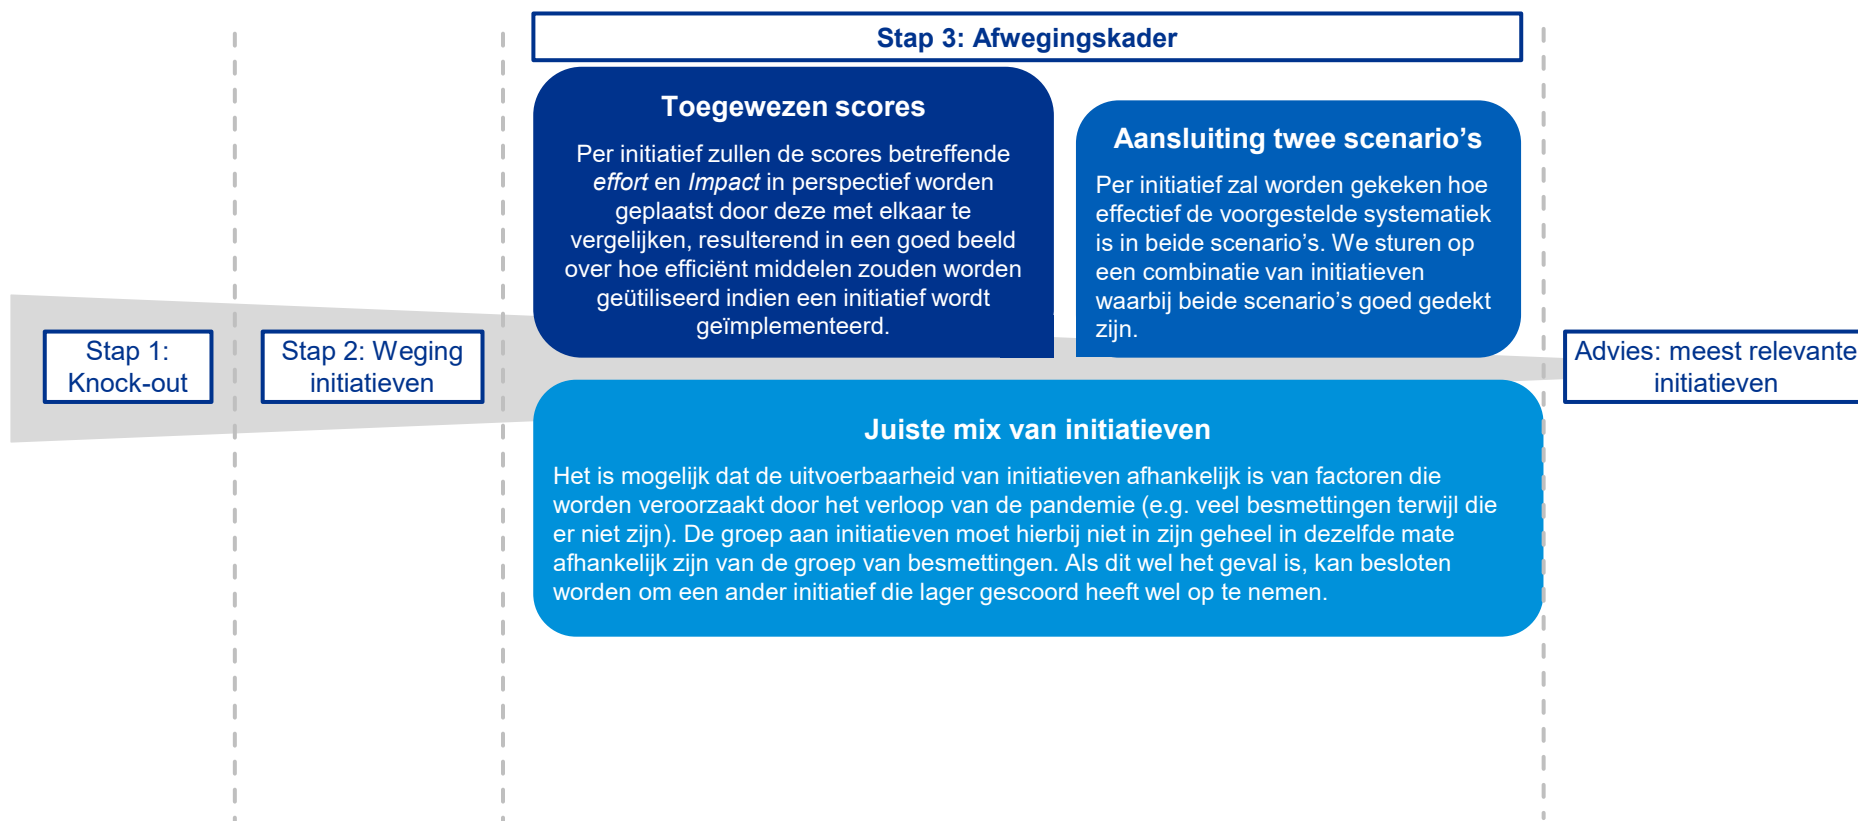 Stap 3: Afwegingskader
Toegewezen scores
Per initiatief zullen de scores betreffende
effort en Impact in perspectief worden
geplaatst door deze met elkaar te
vergelijken, resulterend in een goed beeld
over hoe efficiënt middelen zouden worden
geütiliseerd indien een initiatief wordt
geïmplementeerd.
Aansluiting twee scenario's
Per initiatief zal worden gekeken hoe
effectief de voorgestelde systematiek
is in beide scenario's. We sturen op
een combinatie van initiatieven
waarbij beide scenario's goed gedekt
zijn.
Stap 1:
Knock-out
Stap 2: Weging
initiatieven
Advies: meest relevante
initiatieven
Juiste mix van initiatieven
Het is mogelijk dat de uitvoerbaarheid van initiatieven afhankelijk is van factoren die
worden veroorzaakt door het verloop van de pandemie (e.g. veel besmettingen terwijl die
er niet zijn). De groep aan initiatieven moet hierbij niet in zijn geheel in dezelfde mate
afhankelijk zijn van de groep van besmettingen. Als dit wel het geval is, kan besloten
worden om een ander initiatief die lager gescoord heeft wel op te nemen.